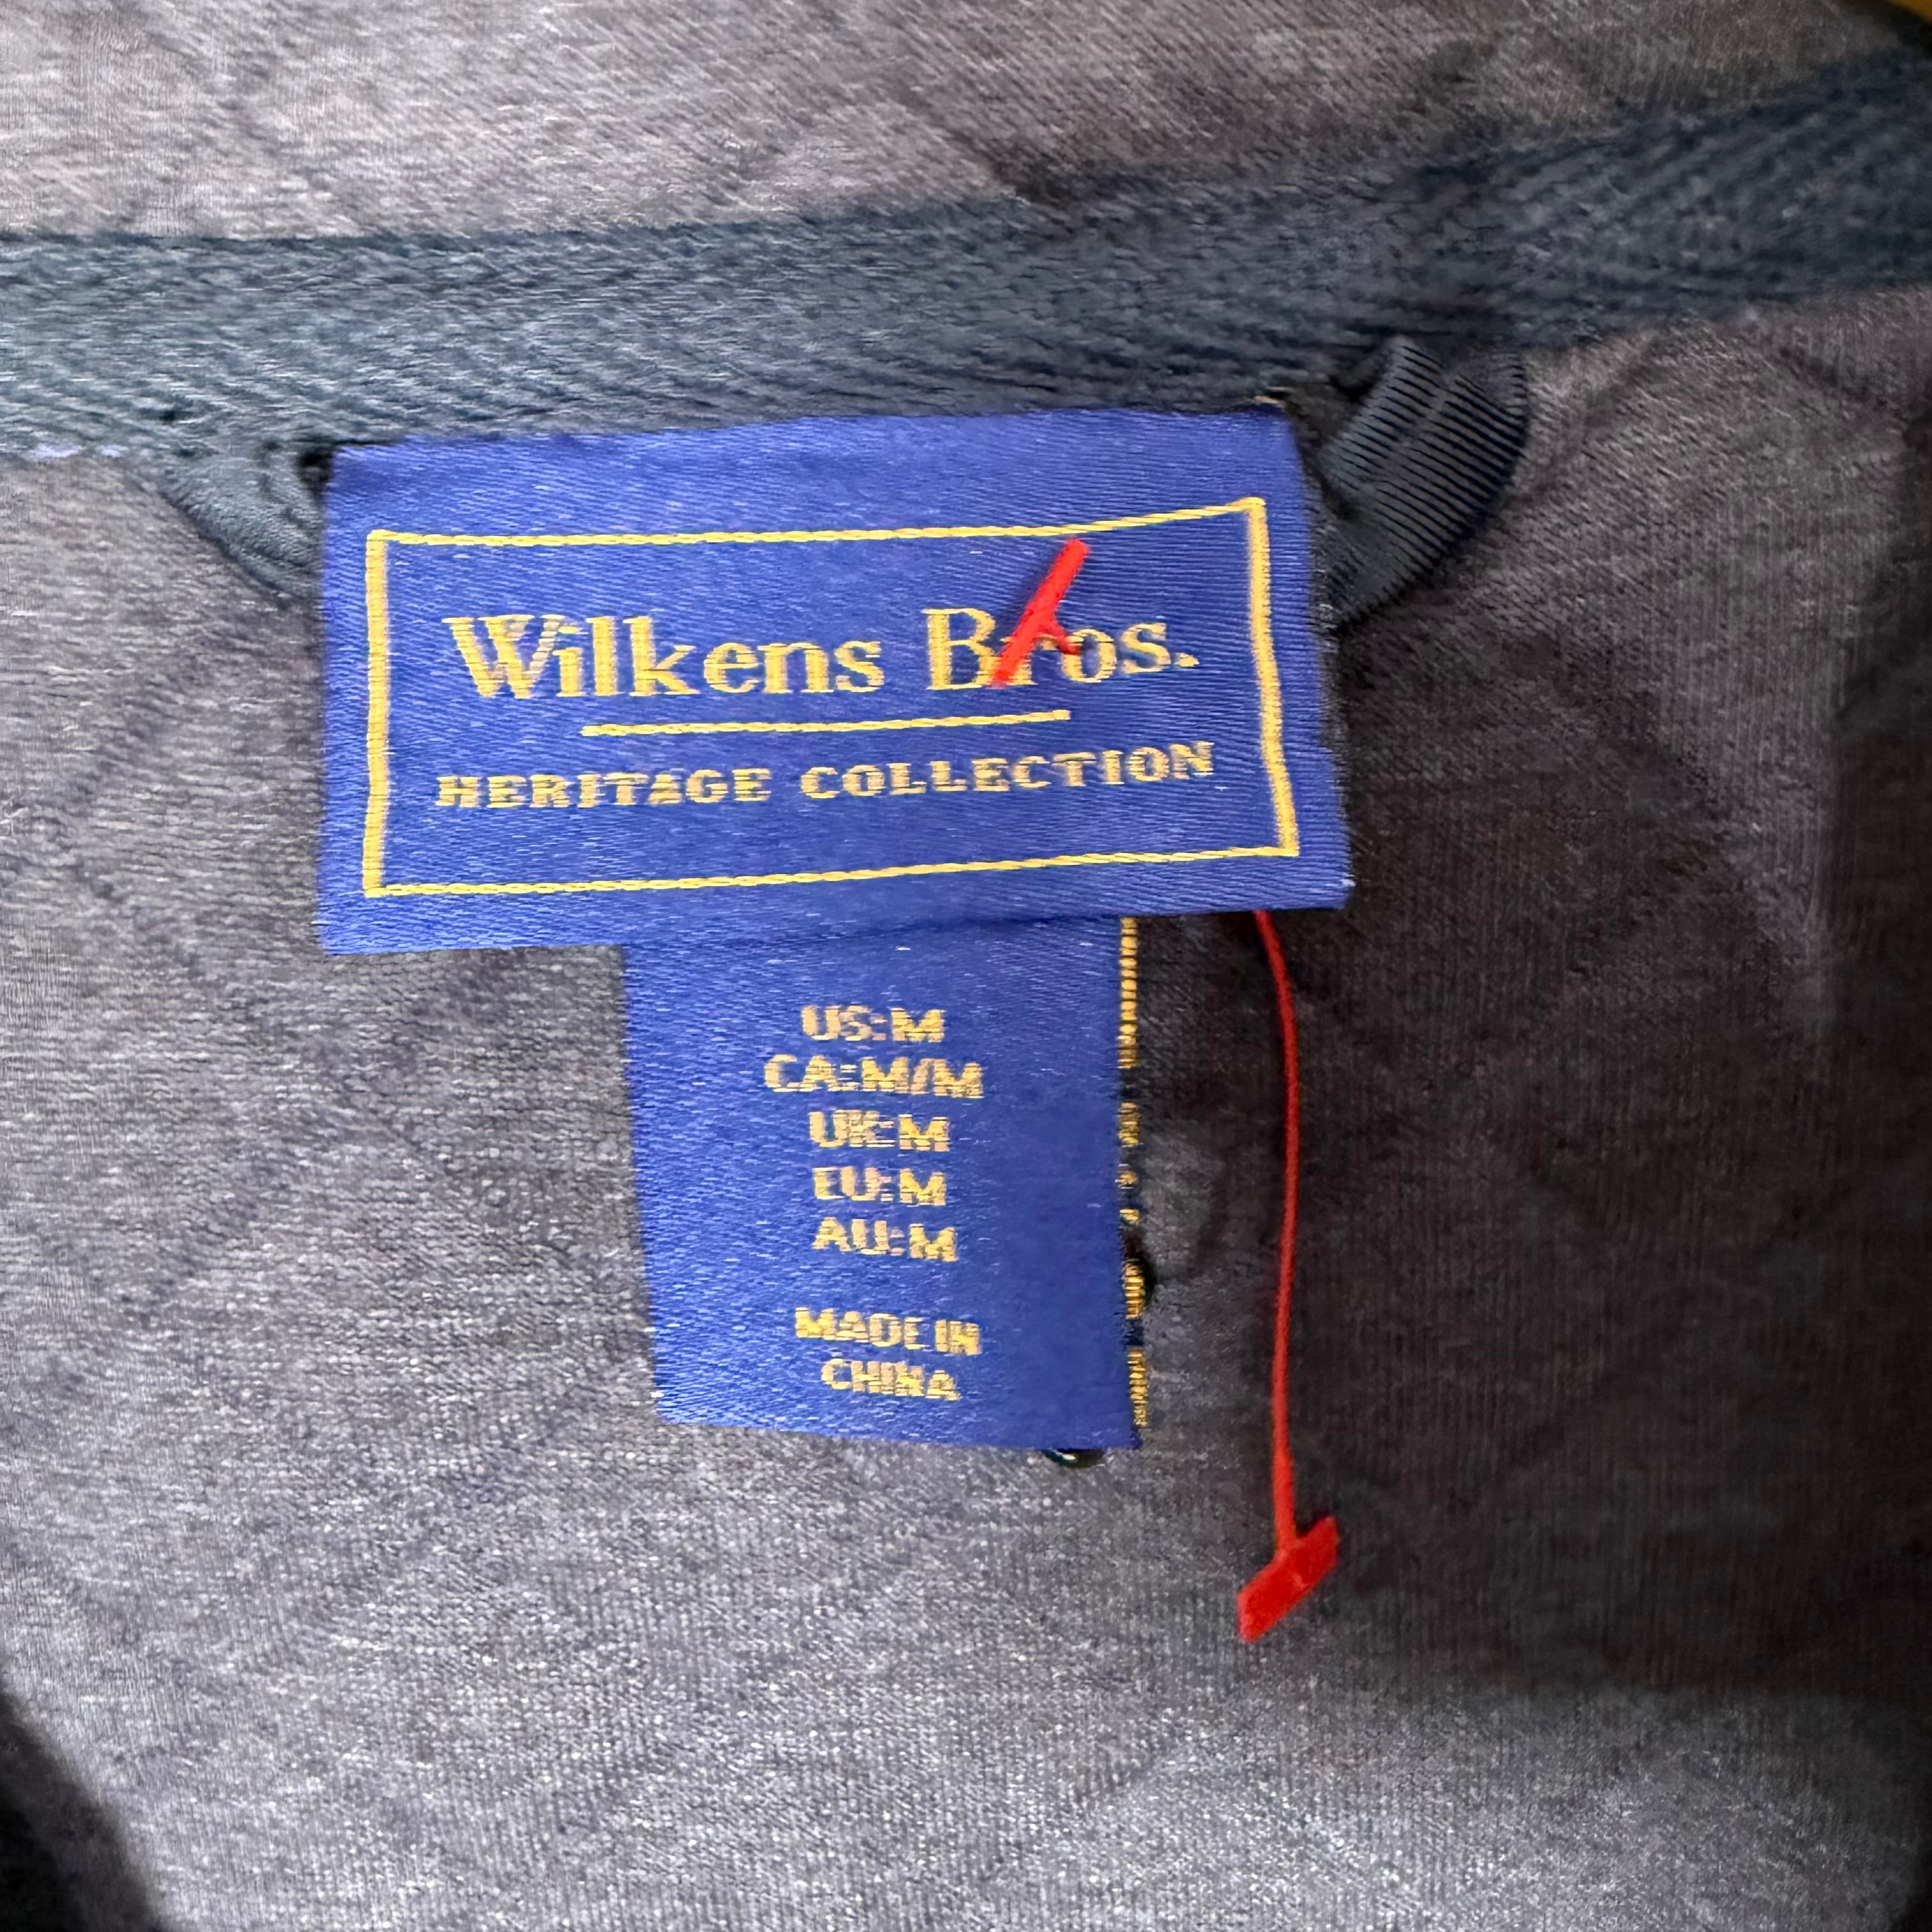 Wilkens Bros.
HERITAGE COLLECTION
US:M
CA:M/M
UK:M
EU:M
AU:M
MADE IN
CHINA